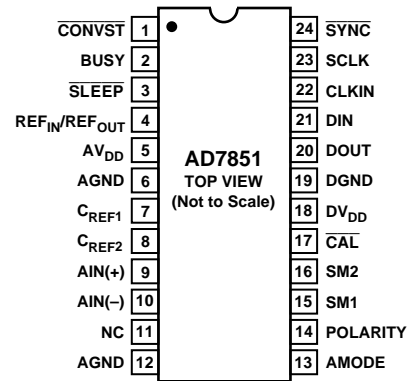 CONVST 1
BUSY 2
SLEEP 3
REFIN/REFOUT 4
AVDD 5
AGND 6
CREF1 7
CREF2 8
AIN(+) 9
AIN(–) 10
NC 11
AGND 12
AD7851
TOP VIEW
(Not to Scale)
24 SYNC
23 SCLK
22 CLKIN
21 DIN
20 DOUT
19 DGND
18 DVDD
17 CAL
16 SM2
15 SM1
14 POLARITY
13 AMODE